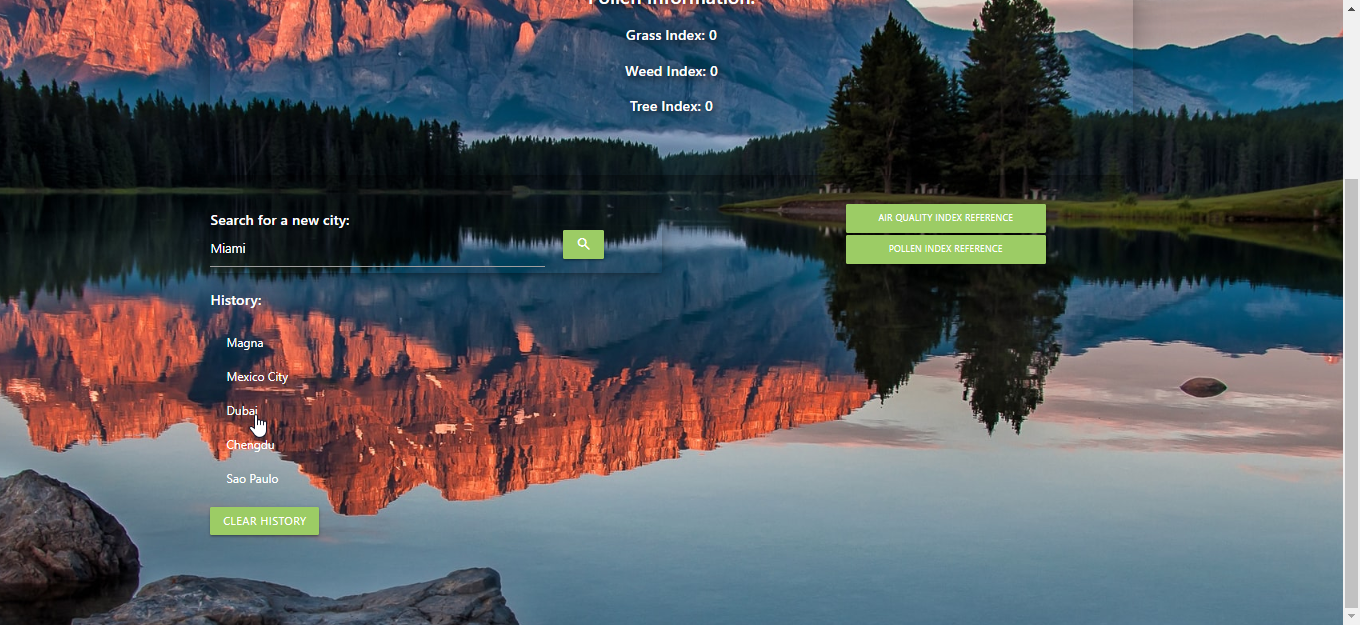 Pollen Information:
Grass Index: 0
Weed Index: 0
Tree Index: 0
Search for a new city:
Miami
AIR QUALITY INDEX REFERENCE
POLLEN INDEX REFERENCE
History:
Magna
Mexico City
Dubai
Chengdu
Sao Paulo
CLEAR HISTORY